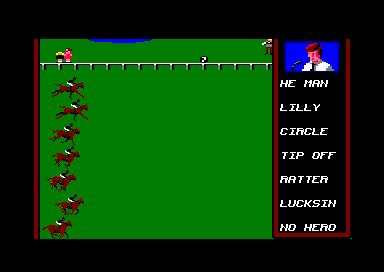 HE MAN
LILLY
CIRCLE
TIP OFF
RATTER
LUCKSIN
NO HERO